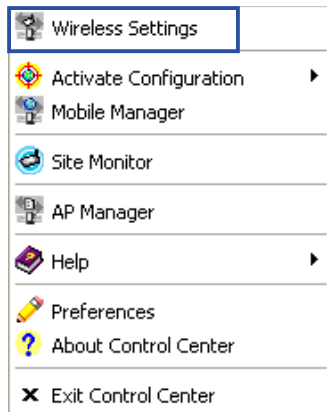 Wireless Settings
Activate Configuration
Mobile Manager
Site Monitor
AP Manager
Help
Preferences
About Control Center
Exit Control Center